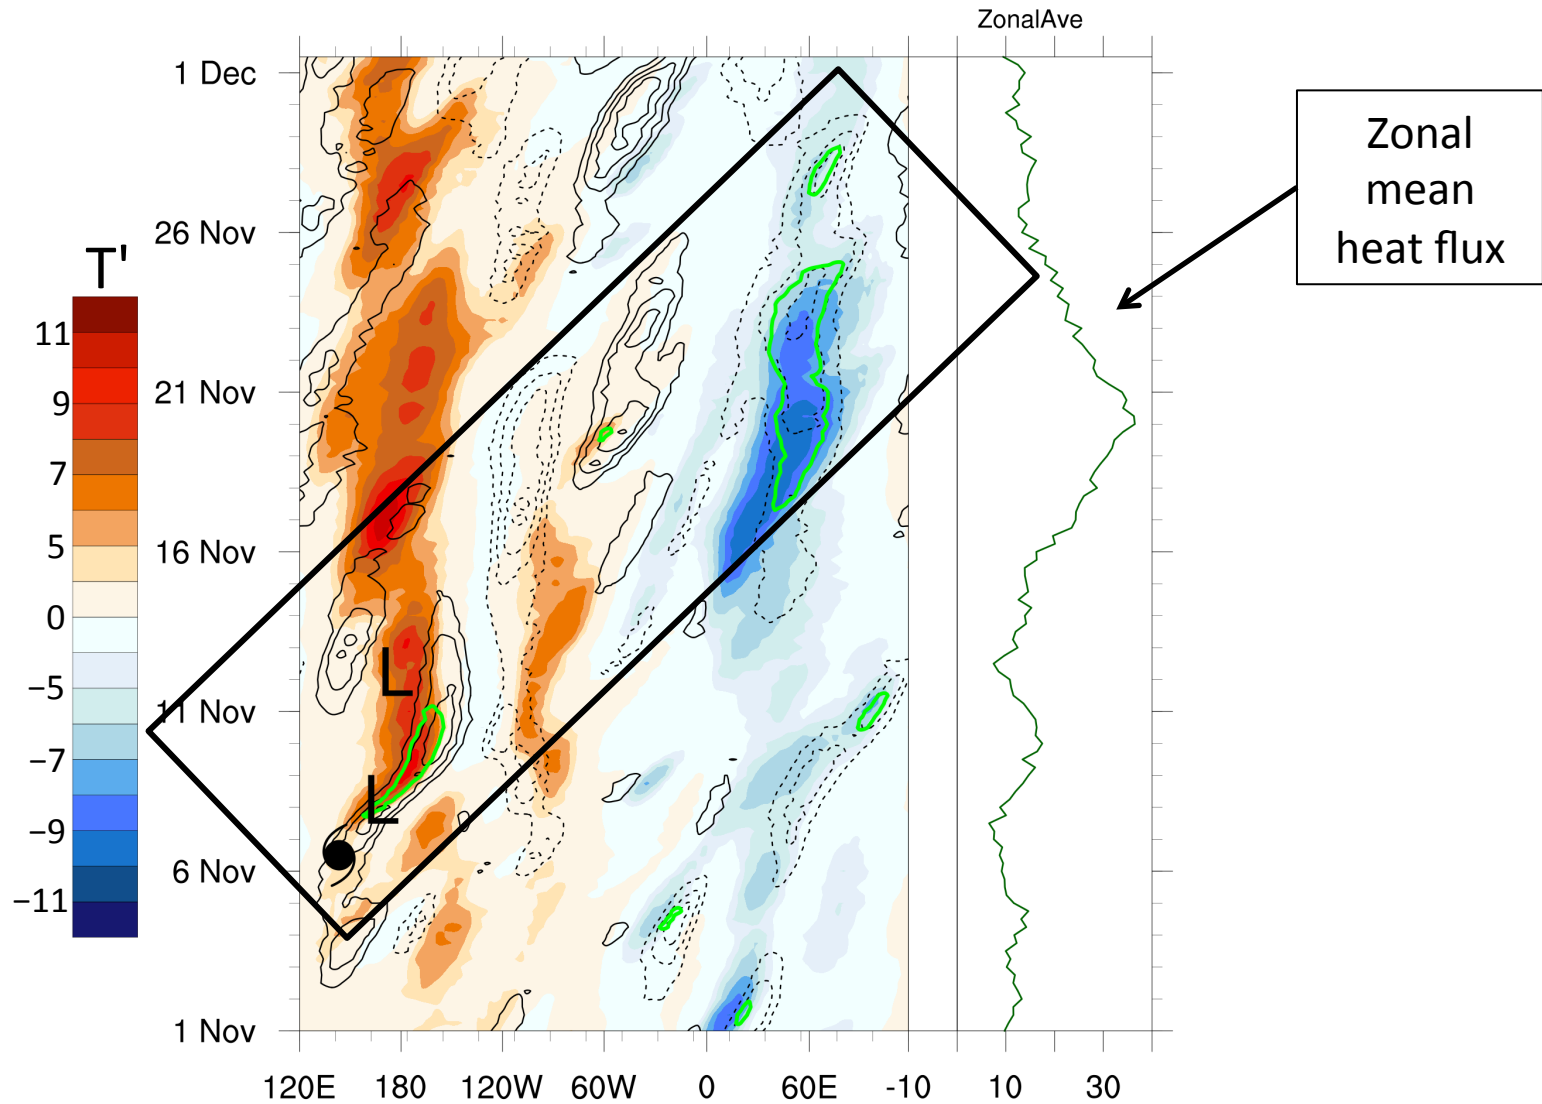 ZonalAve
1 Dec
26 Nov
21 Nov
16 Nov
11 Nov
6 Nov
1 Nov
T'
11
9
7
5
0
−5
−7
−9
−11
L
L
120E 180 120W 60W 0 60E -10 10 30
Zonal
mean
heat flux